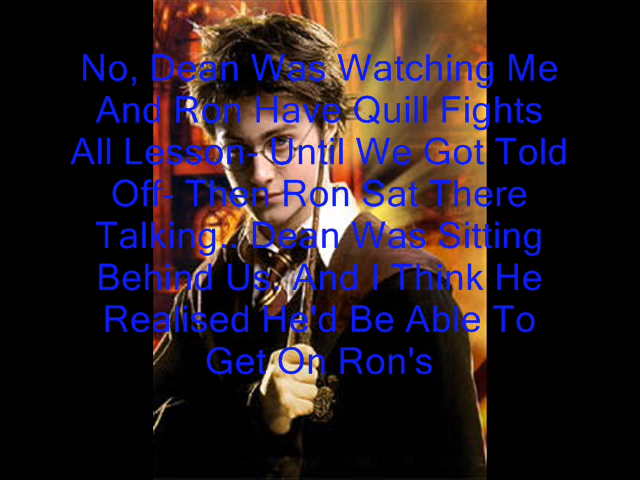 No, Dean Was Watching Me
And Ron Have Quill Fights
All Lesson- Until We Got Told
Off- Then Ron Sat There
Talking.. Dean Was Sitting
Behind Us. And I Think He
Realised He'd Be Able To
Get On Ron's